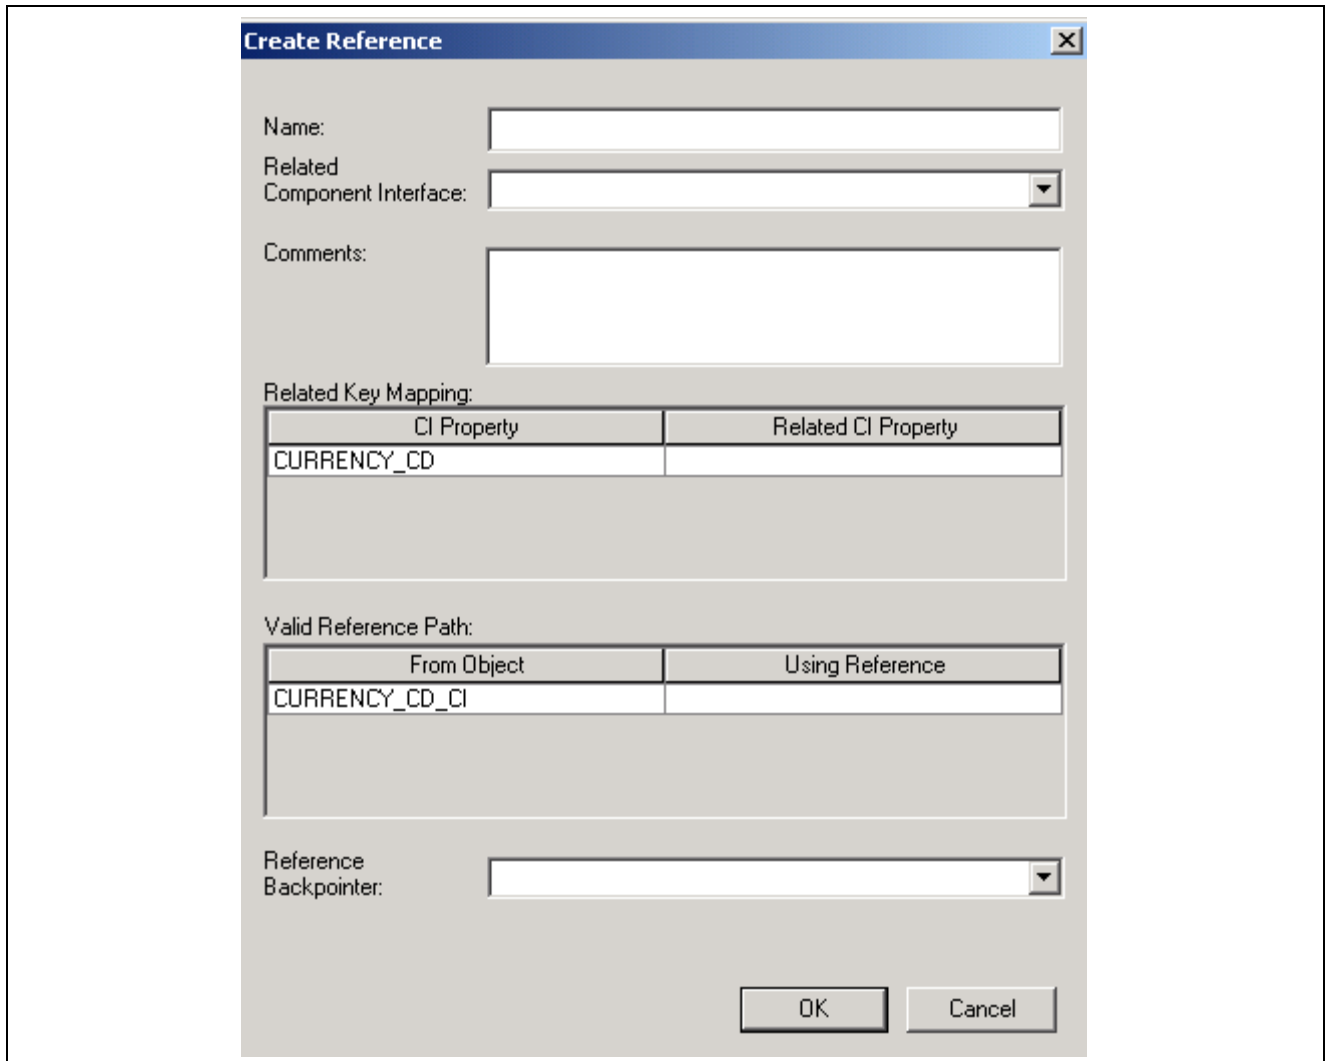 Create Reference
Name:
Related
Component Interface:
Comments:
Related Key Mapping:
CI Property Related CI Property
CURRENCY_CD
Valid Reference Path:
From Object Using Reference
CURRENCY_CD_CI
Reference
Backpointer:
OK Cancel